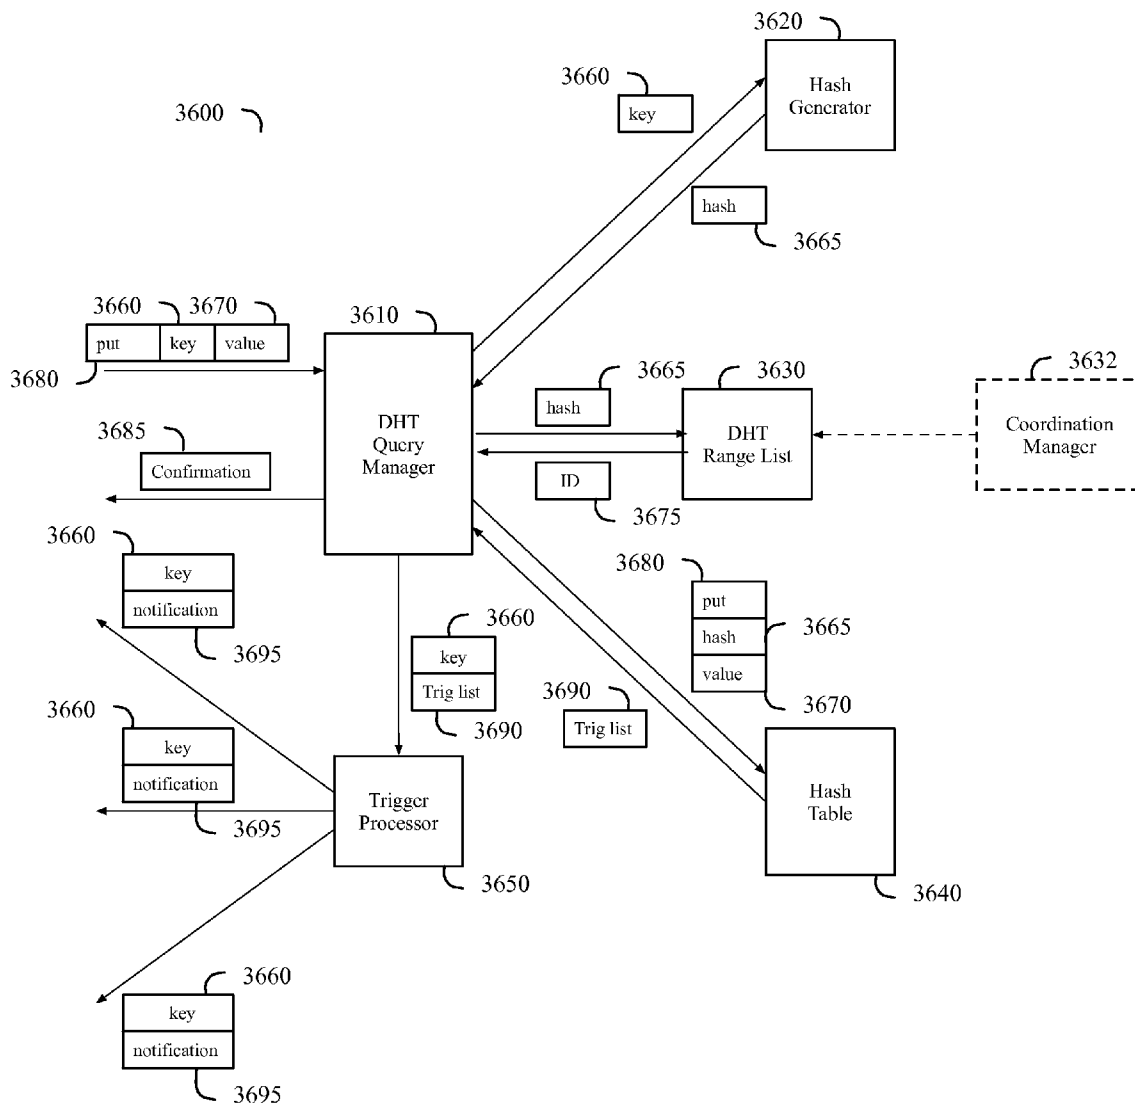 3620
3660
Hash
Generator
key
3600
hash
3665
3660
3670
3610
put
key
value
3680
3665
3630
3632
hash
DHT
Query
Manager
DHT
Range List
Coordination
Manager
3685
Confirmation
ID
3675
3660
key
notification
3695
3680
put
hash
value
3665
3670
3660
key
Trig list
3690
3690
Trig list
3660
key
notification
3695
Trigger
Processor
3650
Hash
Table
3640
3660
key
notification
3695